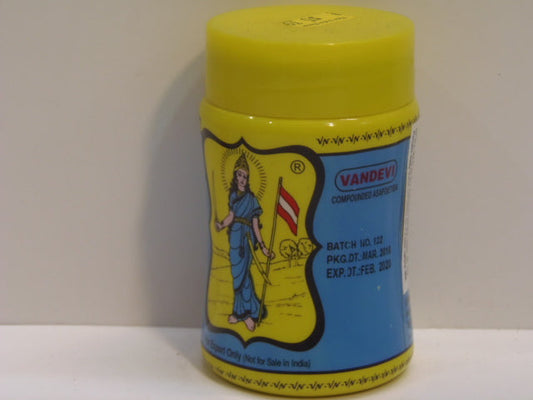 ®
VANDEVI
COMPOUNDED ASAFOETIDA
BATCH NO. 122
PKG.DT.:MAR.
EXP.DT.:FEB. 2020
Export Only (Not for Sale in India)